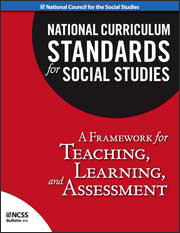 National Council for the Social Studies
NATIONAL CURRICULUM
STANDARDS
for SOCIAL STUDIES
A FRAMEWORK for
TEACHING,
LEARNING,
and ASSESSMENT
NCSS
Bulletin